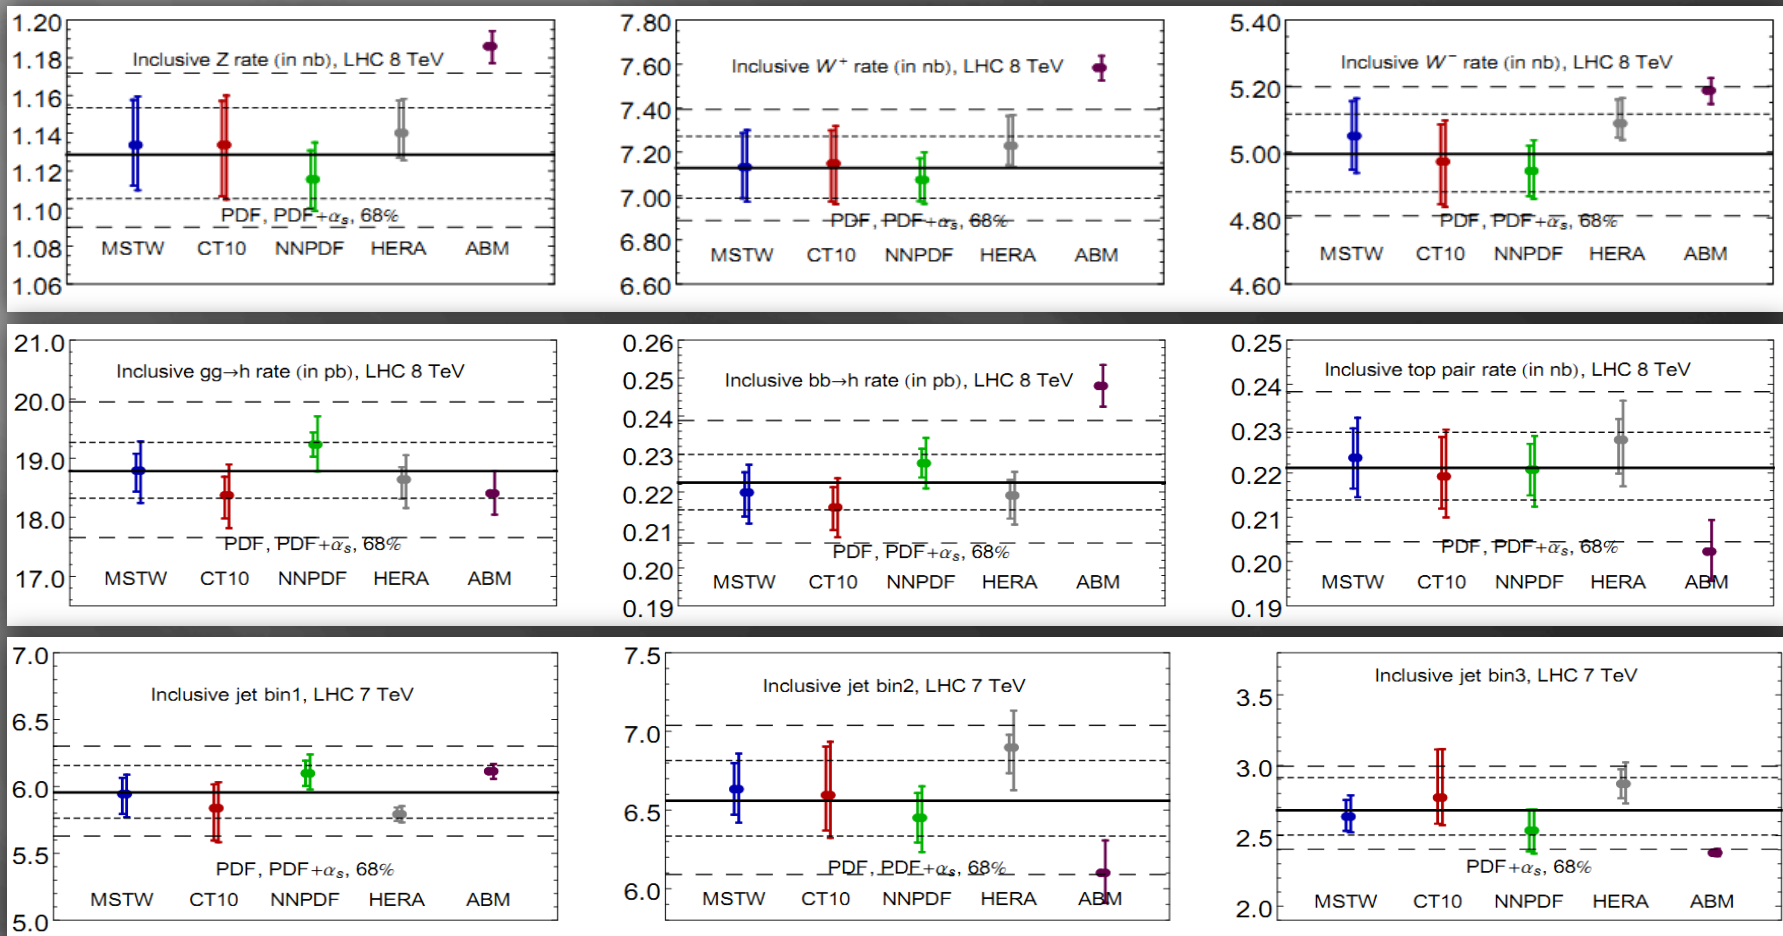 1.20
1.18
1.16
1.14
1.12
1.10
1.08
1.06
Inclusive Z rate (in nb), LHC 8 TeV
PDF, PDF+αs, 68%
MSTW CT10 NNPDF HERA ABM
7.80
7.60
7.40
7.20
7.00
6.80
6.60
Inclusive W+ rate (in nb), LHC 8 TeV
PDF, PDF+αs, 68%
MSTW CT10 NNPDF HERA ABM
5.40
5.20
5.00
4.80
4.60
Inclusive W− rate (in nb), LHC 8 TeV
PDF, PDF+αs, 68%
MSTW CT10 NNPDF HERA ABM
21.0
20.0
19.0
18.0
17.0
Inclusive gg→h rate (in pb), LHC 8 TeV
PDF, PDF+αs, 68%
MSTW CT10 NNPDF HERA ABM
0.26
0.25
0.24
0.23
0.22
0.21
0.20
0.19
Inclusive bb→h rate (in pb), LHC 8 TeV
PDF, PDF+αs, 68%
MSTW CT10 NNPDF HERA ABM
0.25
0.24
0.23
0.22
0.21
0.20
0.19
Inclusive top pair rate (in nb), LHC 8 TeV
PDF, PDF+αs, 68%
MSTW CT10 NNPDF HERA ABM
7.0
6.5
6.0
5.5
5.0
Inclusive jet bin1, LHC 7 TeV
PDF, PDF+αs, 68%
MSTW CT10 NNPDF HERA ABM
7.5
7.0
6.5
6.0
Inclusive jet bin2, LHC 7 TeV
PDF, PDF+αs, 68%
MSTW CT10 NNPDF HERA ABM
3.5
3.0
2.5
2.0
Inclusive jet bin3, LHC 7 TeV
PDF+αs, 68%
MSTW CT10 NNPDF HERA ABM